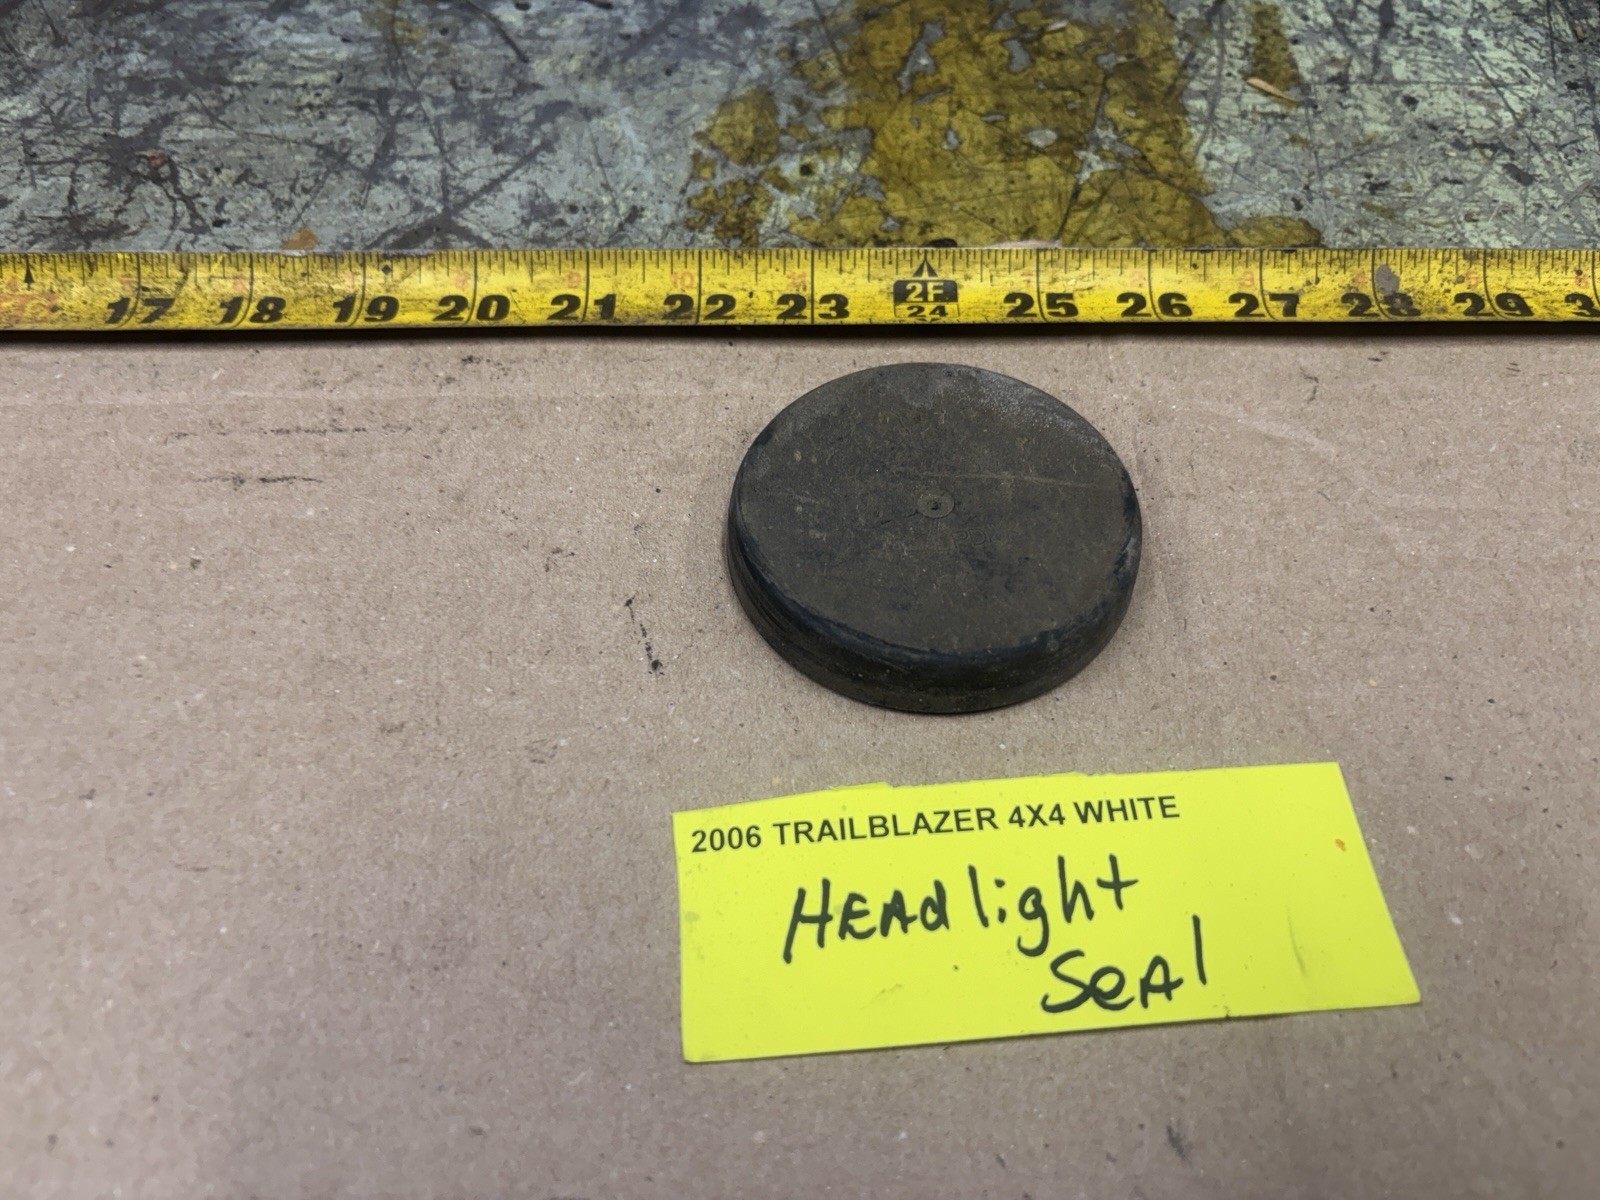 17 18 19 20 21 22 23 2F 24 25 26 27 28 29 3
2006 TRAILBLAZER 4X4 WHITE
HEAdlight
SeAl